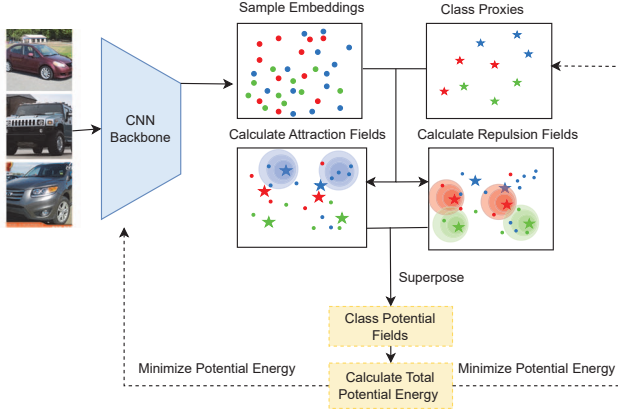 Sample Embeddings
Class Proxies
CNN
Backbone
Calculate Attraction Fields
Calculate Repulsion Fields
Superpose
Class Potential
Fields
Minimize Potential Energy
Calculate Total
Potential Energy
Minimize Potential Energy